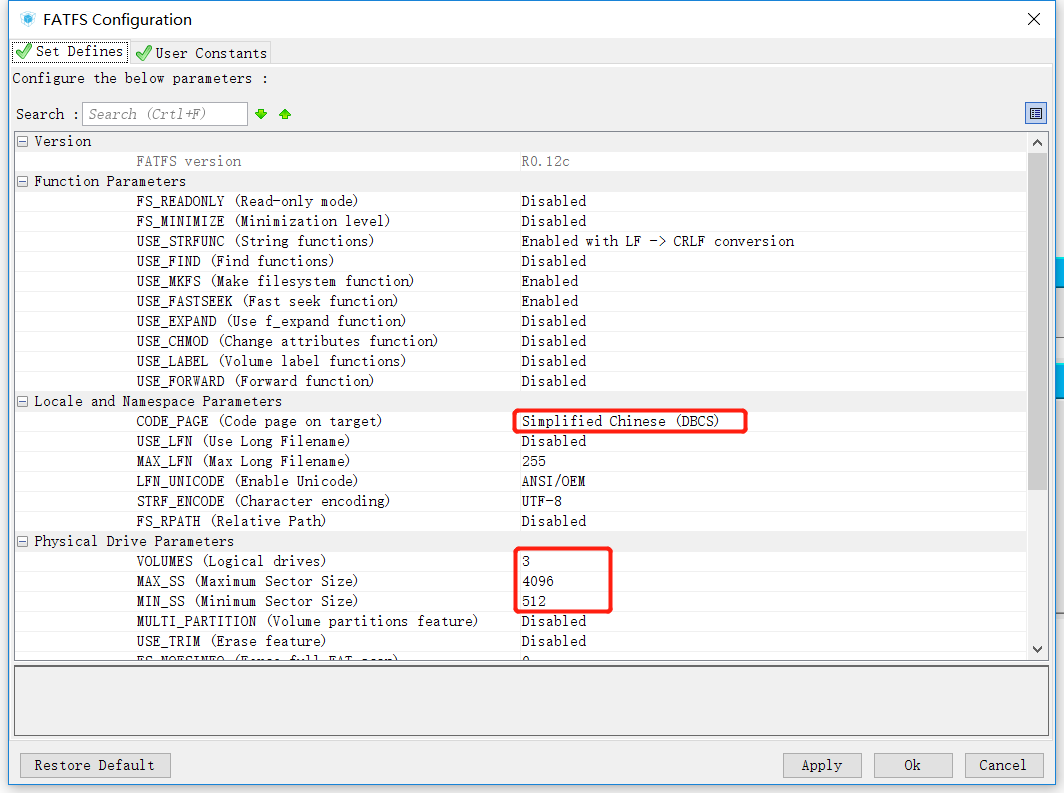 FATFS Configuration
Set Defines User Constants
Configure the below parameters :
Search : Search (Crtl+F)
Version
FATFS version R0.12c
Function Parameters
FS_READONLY (Read-only mode) Disabled
FS_MINIMIZE (Minimization level) Disabled
USE_STRFUNC (String functions) Enabled with LF -> CRLF conversion
USE_FIND (Find functions) Disabled
USE_MKFS (Make filesystem function) Enabled
USE_FASTSEEK (Fast seek function) Enabled
USE_EXPAND (Use f_expand function) Disabled
USE_CHMOD (Change attributes function) Disabled
USE_LABEL (Volume label functions) Disabled
USE_FORWARD (Forward function) Disabled
Locale and Namespace Parameters
CODE_PAGE (Code page on target) Simplified Chinese (DBCS)
USE_LFN (Use Long Filename) Disabled
MAX_LFN (Max Long Filename) 255
LFN_UNICODE (Enable Unicode) ANSI/OEM
STRF_ENCODE (Character encoding) UTF-8
FS_RPATH (Relative Path) Disabled
Physical Drive Parameters
VOLUMES (Logical drives) 3
MAX_SS (Maximum Sector Size) 4096
MIN_SS (Minimum Sector Size) 512
MULTI_PARTITION (Volume partitions feature) Disabled
USE_TRIM (Erase feature) Disabled
Restore Default Apply Ok Cancel